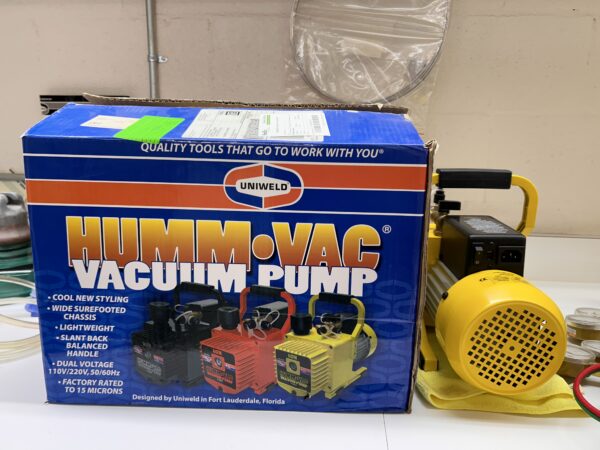 QUALITY TOOLS THAT GO TO WORK WITH YOU®
UNIWELD
HUMM•VAC®
VACUUM PUMP
• COOL NEW STYLING
• WIDE SUREFOOTED
CHASSIS
• LIGHTWEIGHT
• SLANT BACK
BALANCED
HANDLE
• DUAL VOLTAGE
110V/220V, 50/60Hz
• FACTORY RATED
TO 15 MICRONS
Designed by Uniweld in Fort Lauderdale, Florida